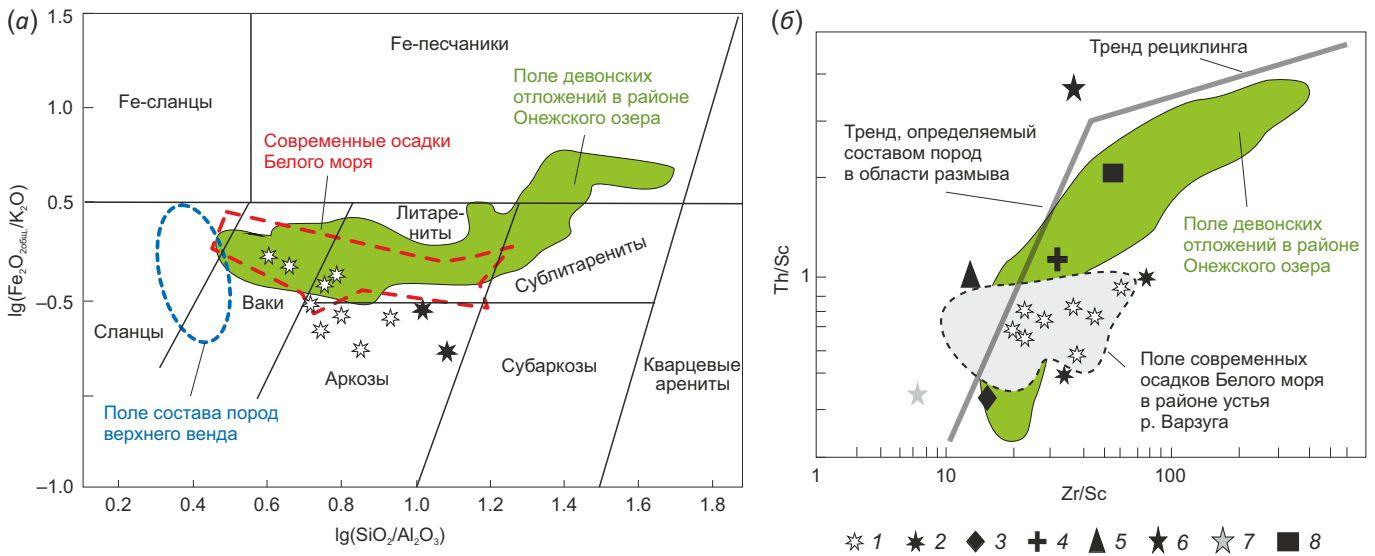 (а)
1.5
1.0
0.5
–0.5
–1.0
lg(Fe2O2общ./K2O)
0.2
0.4
0.6
0.8
1.0
1.2
1.4
1.6
1.8
lg(SiO2/Al2O3)
Fe-песчаники
Fe-сланцы
Поле девонских
отложений в районе
Онежского озера
Современные осадки
Белого моря
Литаре-
ниты
Сублитарениты
Ваки
Сланцы
Аркозы
Субаркозы
Кварцевые
арениты
Поле состава пород
верхнего венда
(б)
Тренд рециклинга
Тренд, определяемый
составом пород
в области размыва
Поле девонских
отложений в районе
Онежского озера
Поле современных
осадков Белого моря
в районе устья
р. Варзуга
Th/Sc
1
1
10
100
Zr/Sc
1
2
3
4
5
6
7
8